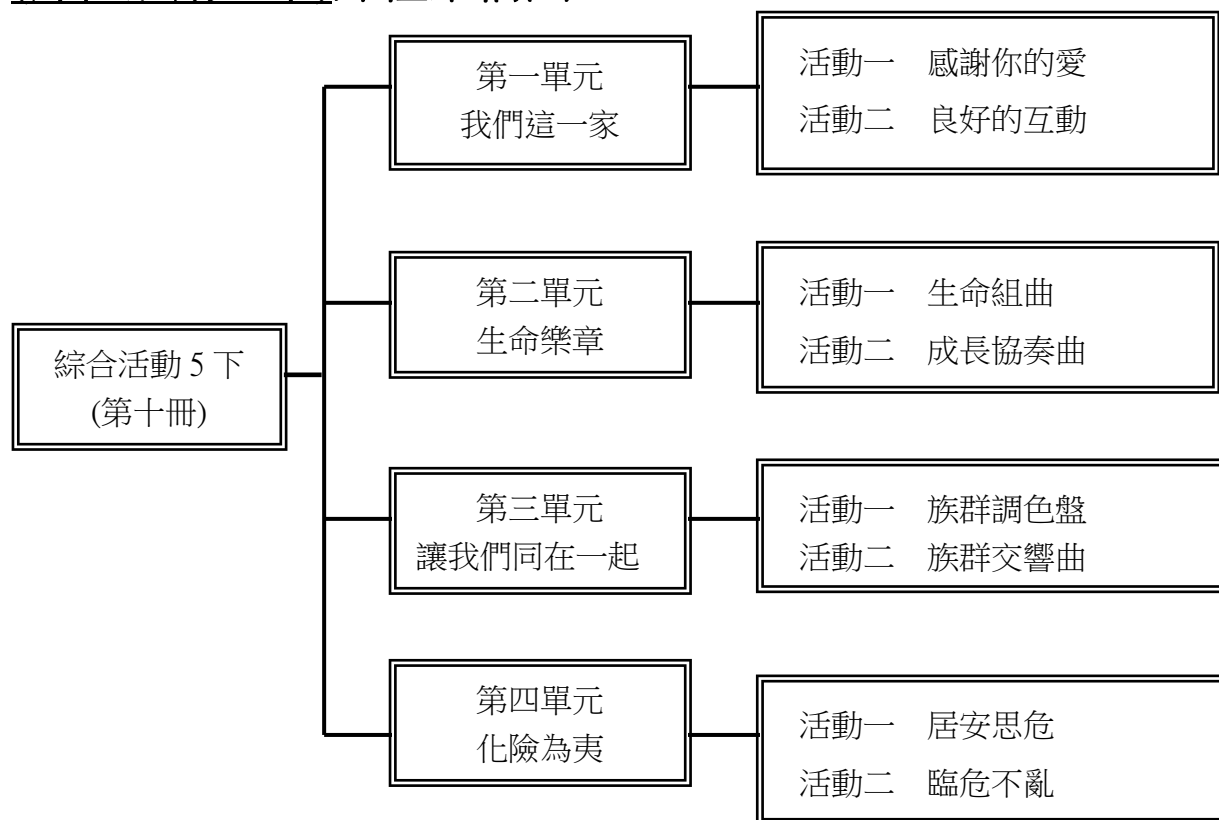 綜合活動 5 下
(第十冊)
第一單元
我們這一家
活動一　感謝你的愛
活動二　良好的互動
第二單元
生命樂章
活動一　生命組曲
活動二　成長協奏曲
第三單元
讓我們同在一起
活動一　族群調色盤
活動二　族群交響曲
第四單元
化險為夷
活動一　居安思危
活動二　臨危不亂